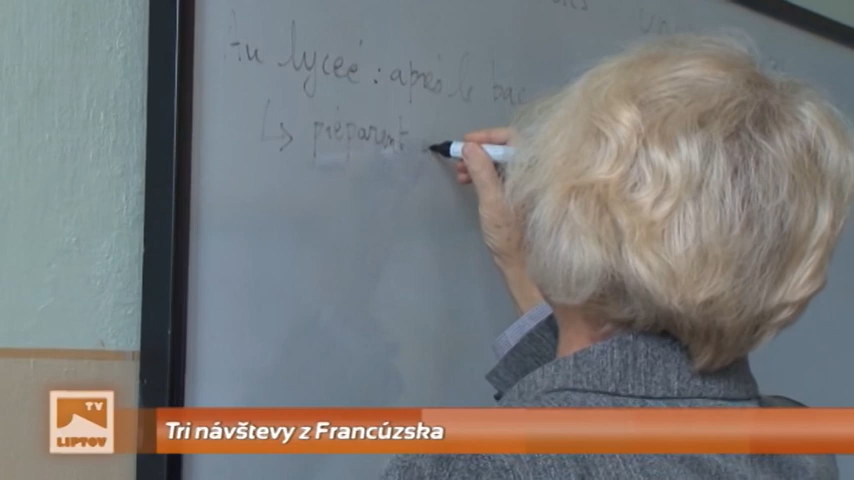 Au lycée : après le bac
↳ préparent
TV
LIPTOV
Tri návštevy z Francúzska